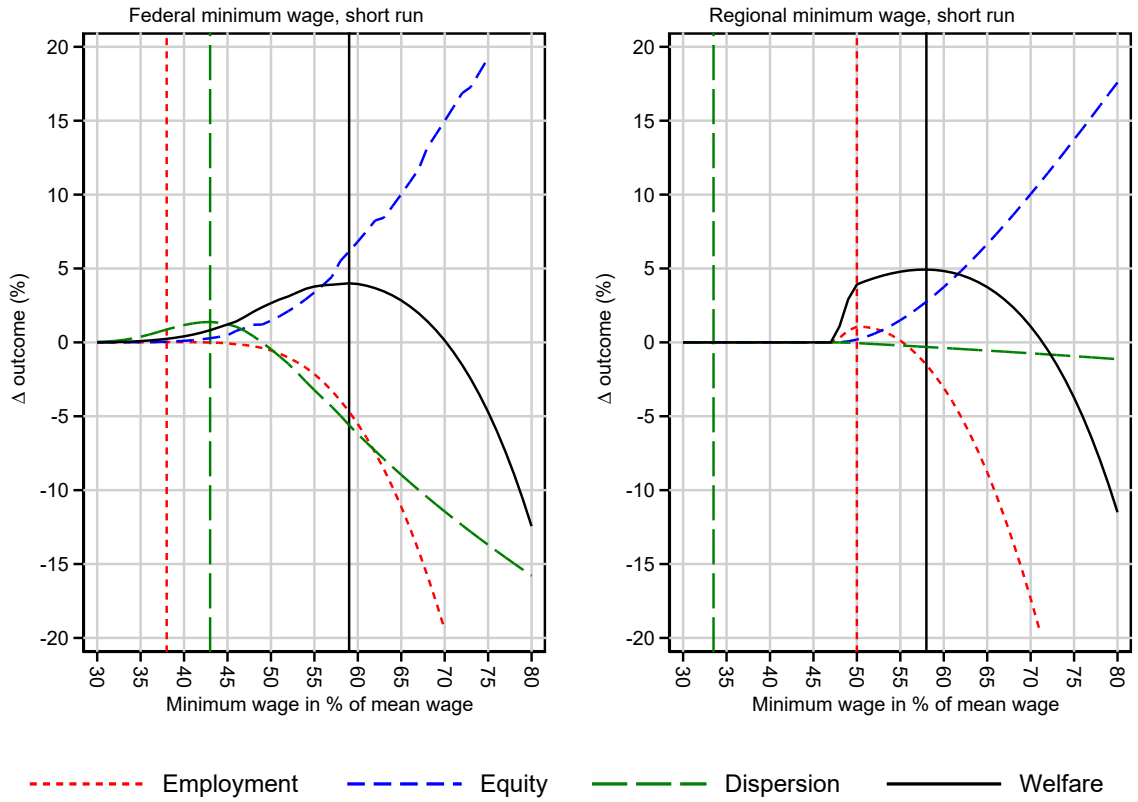 Federal minimum wage, short run
20
15
10
5
0
-5
-10
-15
-20
Δ outcome (%)
30 35 40 45 50 55 60 65 70 75 80
Minimum wage in % of mean wage
Regional minimum wage, short run
20
15
10
5
0
-5
-10
-15
-20
Δ outcome (%)
30 35 40 45 50 55 60 65 70 75 80
Minimum wage in % of mean wage
Employment Equity Dispersion Welfare